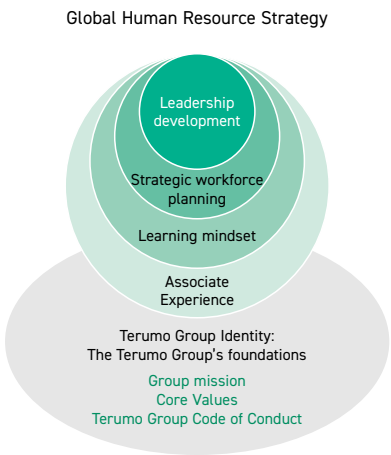 Global Human Resource Strategy
Leadership
development
Strategic workforce
planning
Learning mindset
Associate
Experience
Terumo Group Identity:
The Terumo Group's foundations
Group mission
Core Values
Terumo Group Code of Conduct